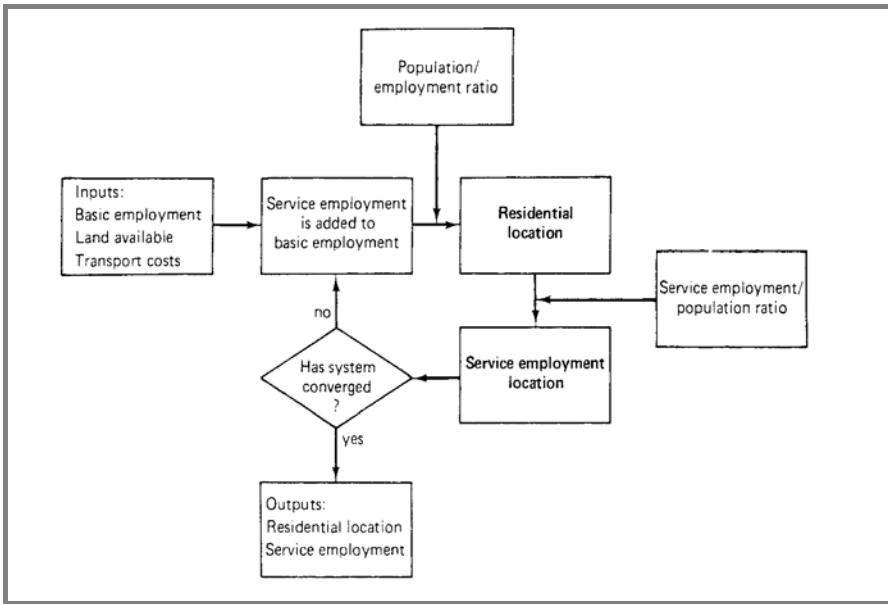 Population/
employment ratio
Inputs:
Basic employment
Land available
Transport costs
Service employment
is added to
basic employment
Residential
location
Service employment/
population ratio
no
Has system
converged
?
Service employment
location
yes
Outputs:
Residential location
Service employment